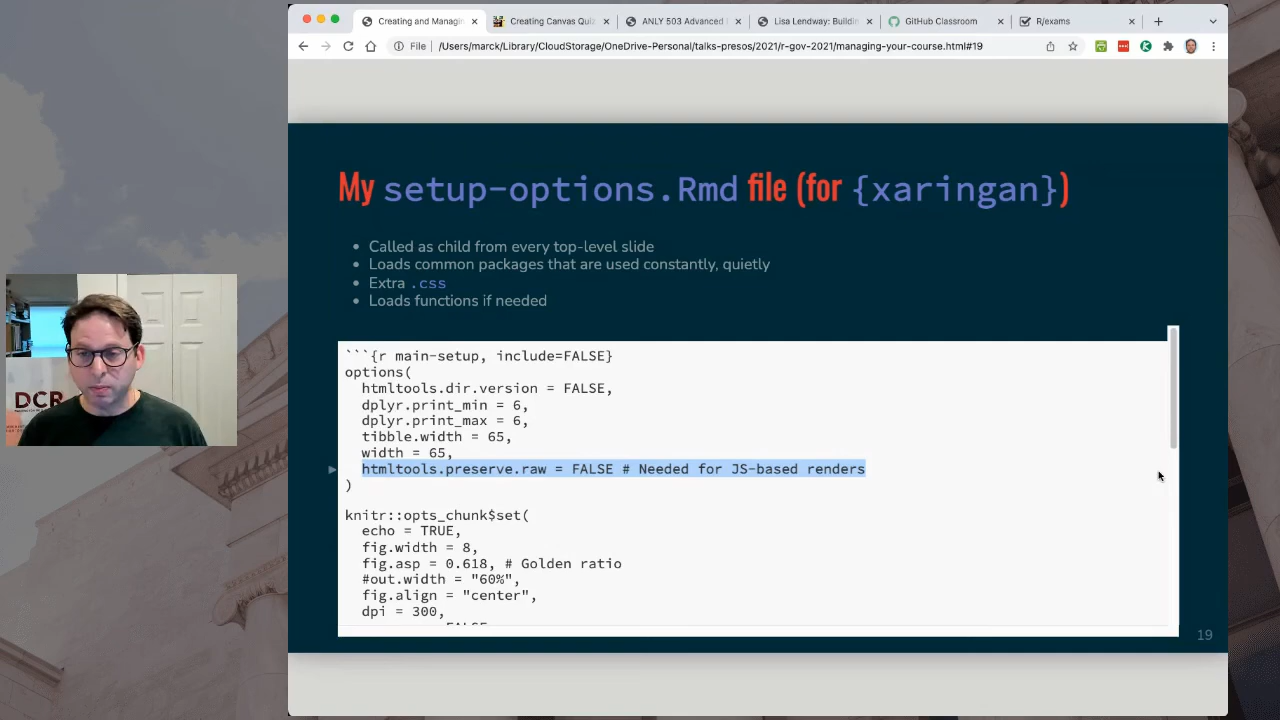 Creating and Managin
Creating Canvas Quiz
ANLY 503 Advanced
Lisa Lendway: Buildin
GitHub Classroom
R/exams
File
/Users/marck/Library/CloudStorage/OneDrive-Personal/talks-presos/2021/r-gov-2021/managing-your-course.html#19
My setup-options.Rmd file (for {xaringan})
• Called as child from every top-level slide
• Loads common packages that are used constantly, quietly
• Extra .css
• Loads functions if needed
```{r main-setup, include=FALSE}
options(
htmltools.dir.version = FALSE,
dplyr.print_min = 6,
dplyr.print_max = 6,
tibble.width = 65,
width = 65,
htmltools.preserve.raw = FALSE # Needed for JS-based renders
)
knitr::opts_chunk$set(
echo = TRUE,
fig.width = 8,
fig.asp = 0.618, # Golden ratio
#out.width = "60%",
fig.align = "center",
dpi = 300,
19
DCR